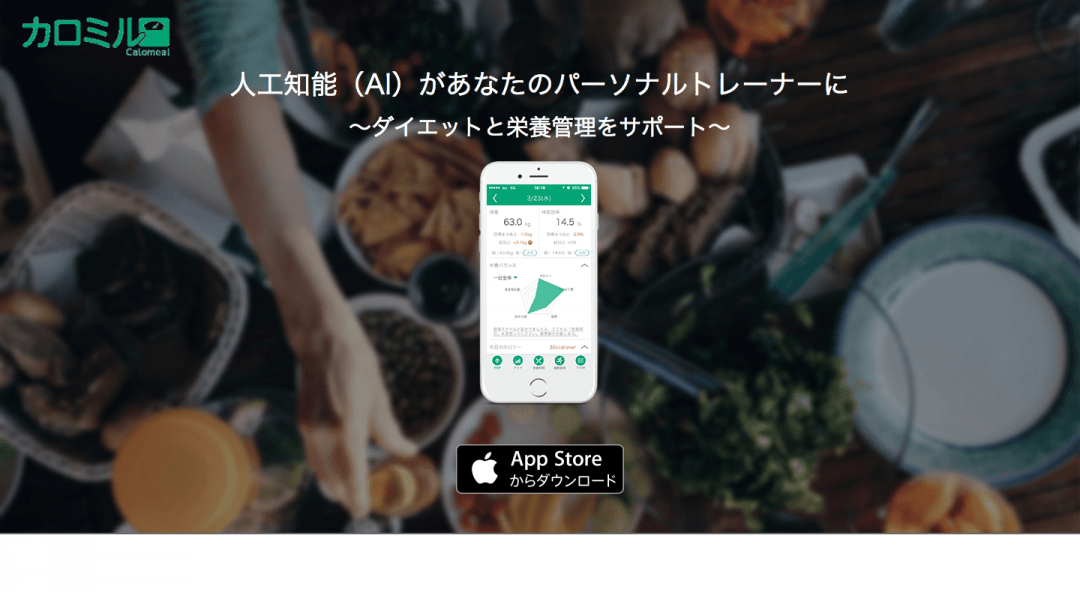 カロミル
Calomeal
人工知能（AI）があなたのパーソナルトレーナーに
〜ダイエットと栄養管理をサポート〜
3/23(水)
体重
体脂肪率
63.0 kg
14.5 %
栄養バランス
一日全体
50kcal over
App Store
からダウンロード